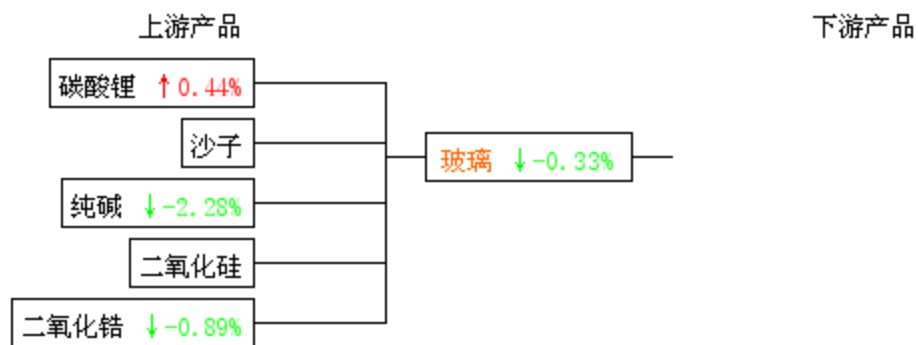 上游产品
下游产品
碳酸锂 ↑0.44%
沙子
玻璃 ↓-0.33%
纯碱 ↓-2.28%
二氧化硅
二氧化锆 ↓-0.89%